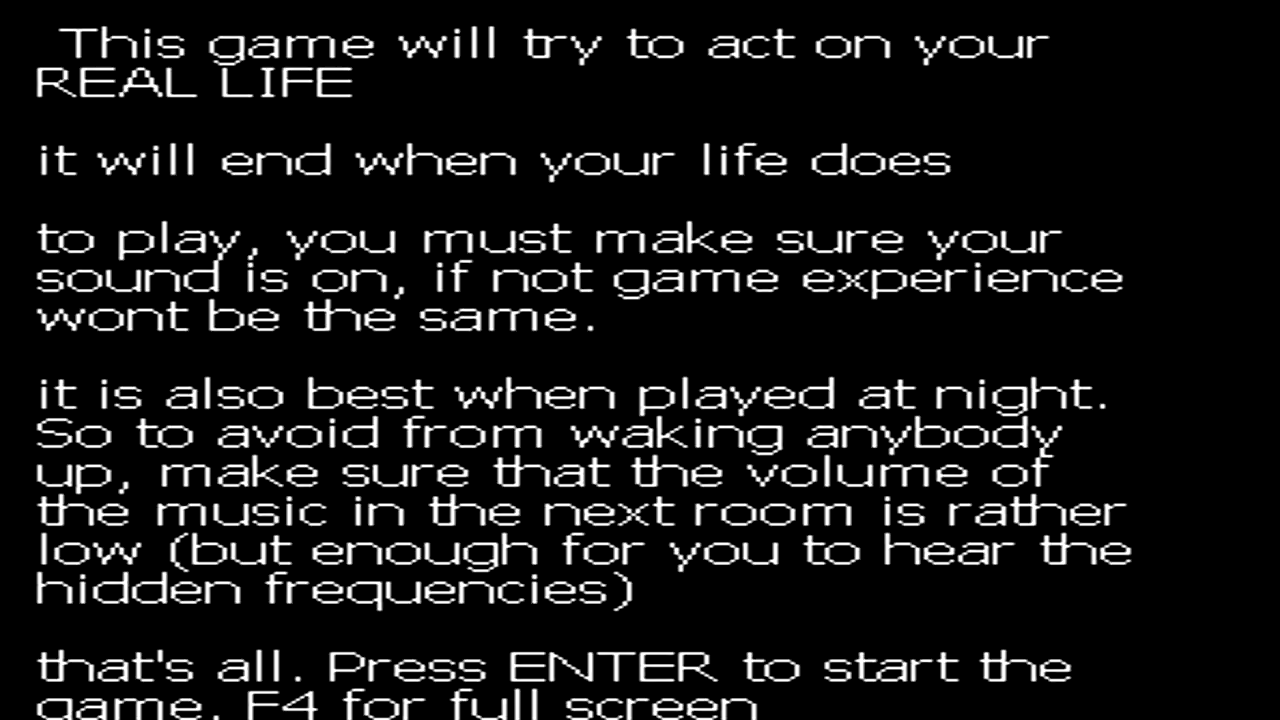 This game will try to act on your
REAL LIFE
it will end when your life does
to play, you must make sure your
sound is on, if not game experience
wont be the same.
it is also best when played at night.
So to avoid from waking anybody
up, make sure that the volume of
the music in the next room is rather
low (but enough for you to hear the
hidden frequencies)
that's all. Press ENTER to start the
game. F4 for full screen